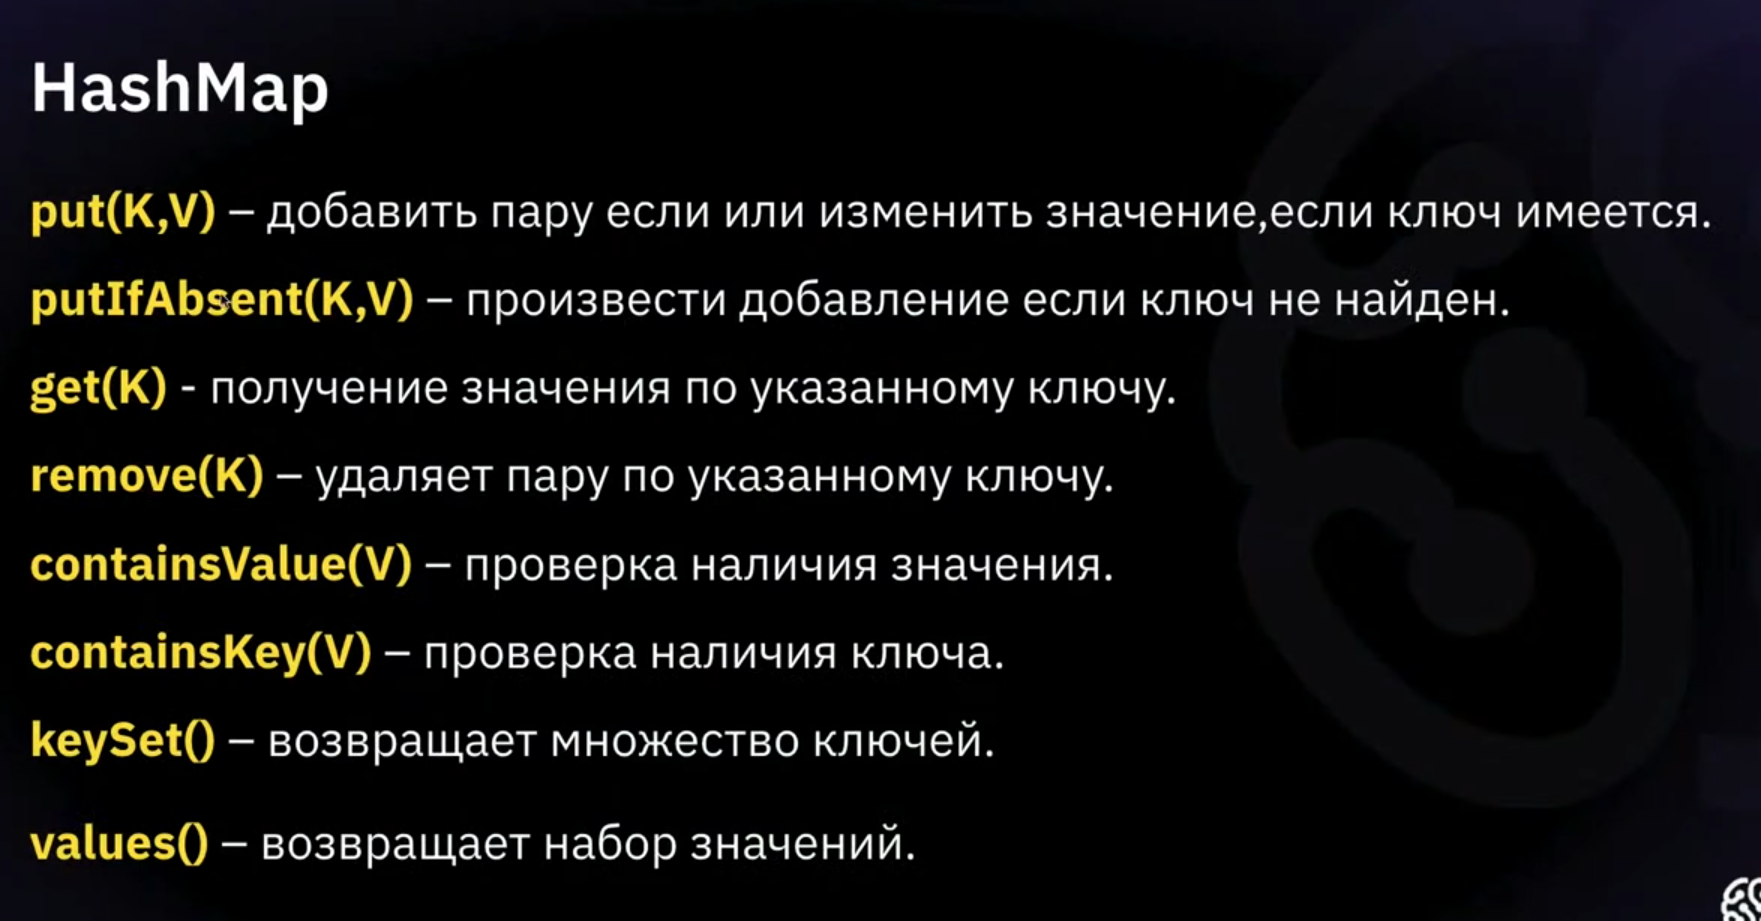 HashMap
put(K,V) – добавить пару если или изменить значение,если ключ имеется.
putIfAbsent(K,V) – произвести добавление если ключ не найден.
get(K) - получение значения по указанному ключу.
remove(K) – удаляет пару по указанному ключу.
containsValue(V) – проверка наличия значения.
containsKey(V) – проверка наличия ключа.
keySet() – возвращает множество ключей.
values() – возвращает набор значений.